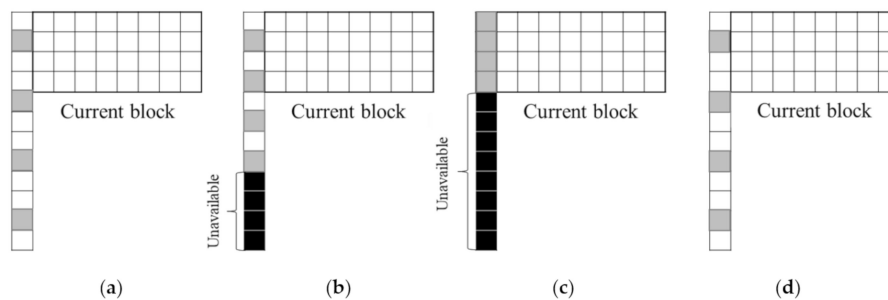 Current block
Current block
Current block
Current block
Unavailable
Unavailable
(a)
(b)
(c)
(d)